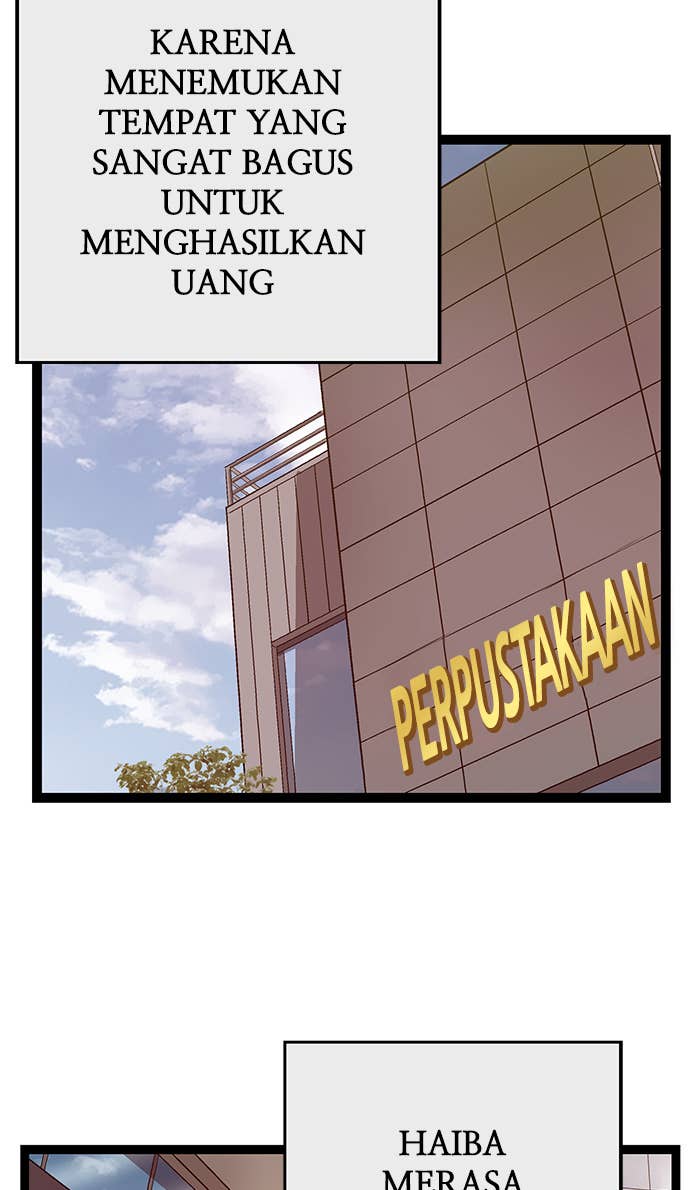 KARENA
MENEMUKAN
TEMPAT YANG
SANGAT BAGUS
UNTUK
MENGHASILKAN
UANG
PERPUSTAKAAN
HAIBA
MERASA